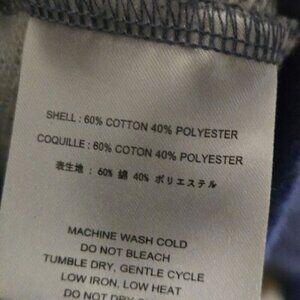 SHELL : 60% COTTON 40% POLYESTER
COQUILLE : 60% COTTON 40% POLYESTER
表生地 : 60% 綿 40% ポリエステル
MACHINE WASH COLD
DO NOT BLEACH
TUMBLE DRY, GENTLE CYCLE
LOW IRON, LOW HEAT